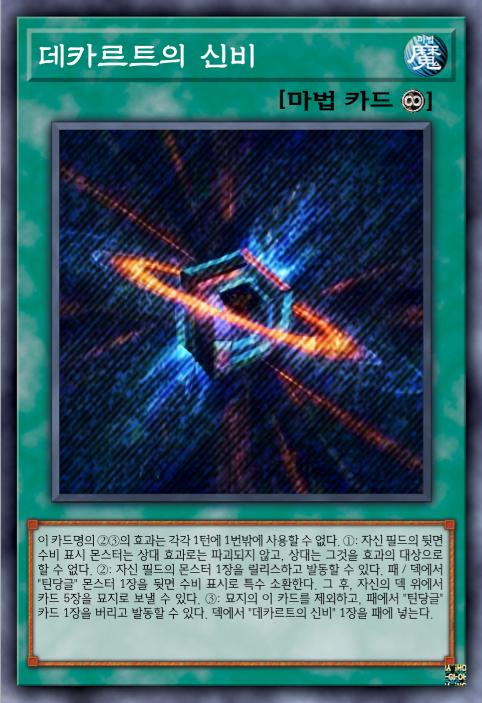 데카르트의 신비
마법
魔
[마법 카드 ♾]
이 카드명의 ②③의 효과는 각각 1턴에 1번밖에 사용할 수 없다. ①: 자신 필드의 뒷면
수비 표시 몬스터는 상대 효과로는 파괴되지 않고, 상대는 그것을 효과의 대상으로
할 수 없다. ②: 자신 필드의 몬스터 1장을 릴리스하고 발동할 수 있다. 패 / 덱에서
"틴당글" 몬스터 1장을 뒷면 수비 표시로 특수 소환한다. 그 후, 자신의 덱 위에서
카드 5장을 묘지로 보낼 수 있다. ③: 묘지의 이 카드를 제외하고, 패에서 "틴당글"
카드 1장을 버리고 발동할 수 있다. 덱에서 "데카르트의 신비" 1장을 패에 넣는다.